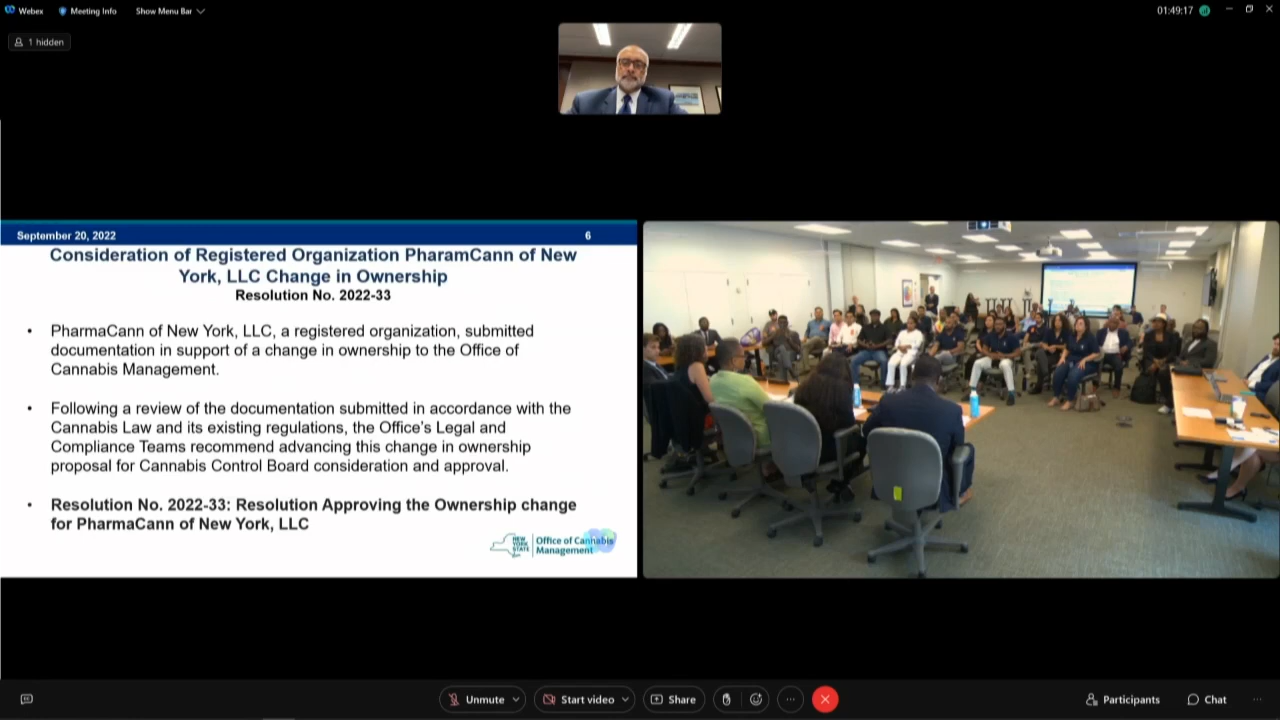 Webex
Meeting Info
Show Menu Bar
01:49:17
1 hidden
September 20, 2022
6
Consideration of Registered Organization PharamCann of New
York, LLC Change in Ownership
Resolution No. 2022-33
• PharmaCann of New York, LLC, a registered organization, submitted
documentation in support of a change in ownership to the Office of
Cannabis Management.
• Following a review of the documentation submitted in accordance with the
Cannabis Law and its existing regulations, the Office's Legal and
Compliance Teams recommend advancing this change in ownership
proposal for Cannabis Control Board consideration and approval.
• Resolution No. 2022-33: Resolution Approving the Ownership change
for PharmaCann of New York, LLC
NEW
YORK
STATE
Office of Cannabis
Management
Unmute
Start video
Share
Participants
Chat